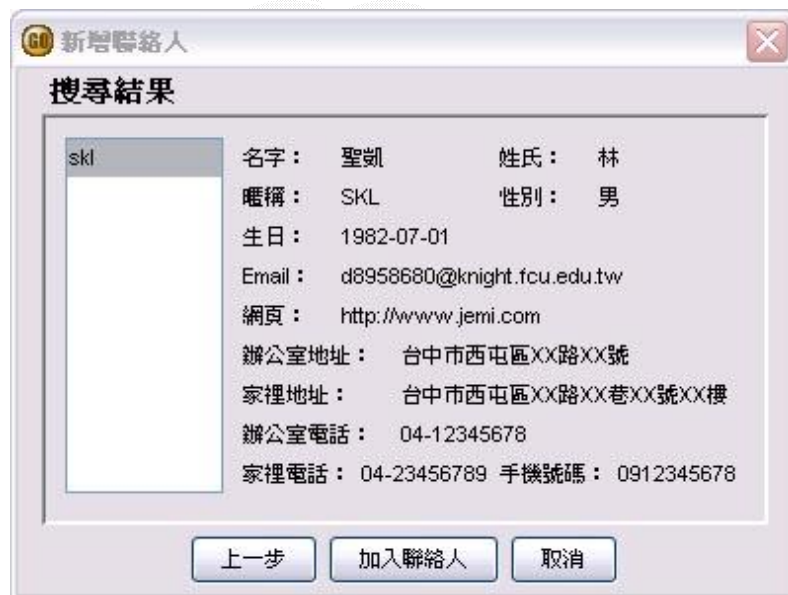 GO 新增聯絡人
搜尋結果
skl
名字： 聖凱 姓氏： 林
暱稱： SKL 性別： 男
生日： 1982-07-01
Email： d8958680@knight.fcu.edu.tw
網頁： http://www.jemi.com
辦公室地址： 台中市西屯區XX路XX號
家裡地址： 台中市西屯區XX路XX巷XX號XX樓
辦公室電話： 04-12345678
家裡電話： 04-23456789 手機號碼： 0912345678
上一步 加入聯絡人 取消